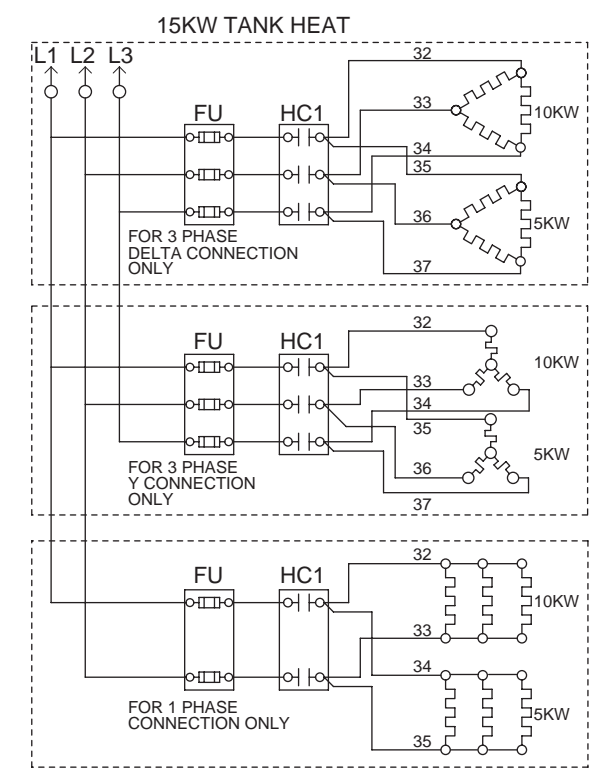 15KW TANK HEAT
L1 L2 L3
FU HC1
32
33
10KW
34
35
36
5KW
37
FOR 3 PHASE
DELTA CONNECTION
ONLY
FU HC1
32
10KW
33
34
35
36
5KW
37
FOR 3 PHASE
Y CONNECTION
ONLY
FU HC1
32
10KW
33
34
5KW
35
FOR 1 PHASE
CONNECTION ONLY